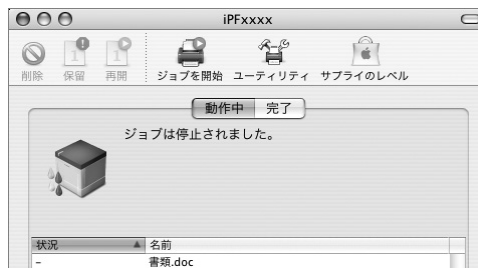 iPFxxxx
削除 保留 再開 ジョブを開始 ユーティリティ サプライのレベル
動作中 完了
ジョブは停止されました。
状況 名前
– 書類.doc